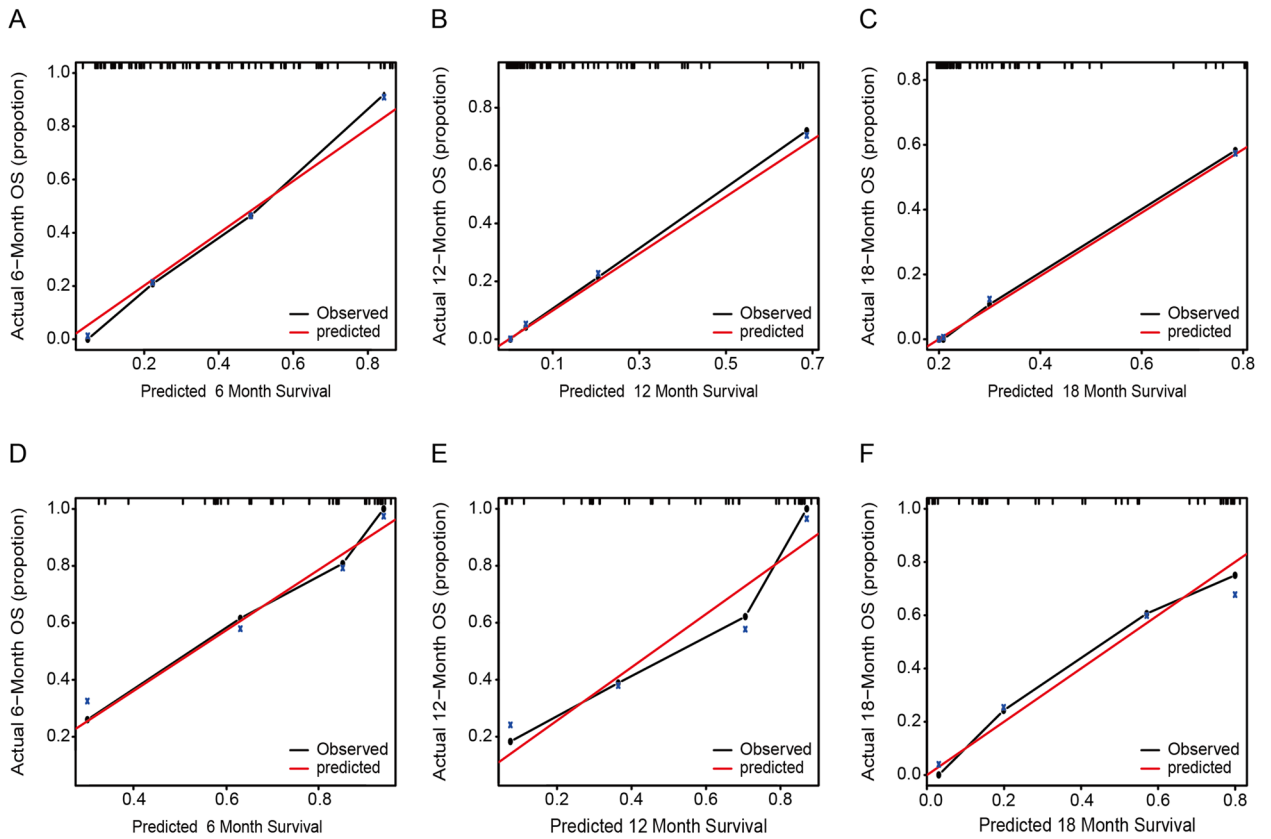 A
B
C
Actual 6−Month OS (propotion)
1.0
0.8
0.6
0.4
0.2
0.0
Observed
predicted
0.2 0.4 0.6 0.8
Predicted 6 Month Survival
Actual 12−Month OS (propotion)
0.8
0.6
0.4
0.2
0.0
Observed
predicted
0.1 0.3 0.5 0.7
Predicted 12 Month Survival
Actual 18−Month OS (propotion)
0.8
0.6
0.4
0.2
0.0
Observed
predicted
0.2 0.4 0.6 0.8
Predicted 18 Month Survival
D
E
F
Actual 6−Month OS (propotion)
1.0
0.8
0.6
0.4
0.2
Observed
predicted
0.4 0.6 0.8
Predicted 6 Month Survival
Actual 12−Month OS (propotion)
1.0
0.8
0.6
0.4
0.2
Observed
predicted
0.2 0.4 0.6 0.8
Predicted 12 Month Survival
Actual 18−Month OS (propotion)
1.0
0.8
0.6
0.4
0.2
0.0
Observed
predicted
0.0 0.2 0.4 0.6 0.8
Predicted 18 Month Survival